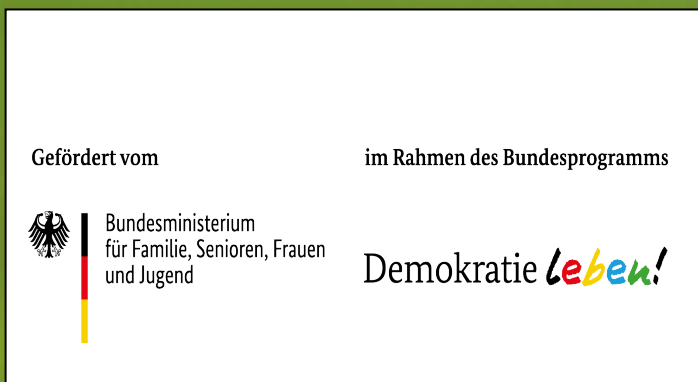 Gefördert vom
im Rahmen des Bundesprogramms
Bundesministerium
für Familie, Senioren, Frauen
und Jugend
Demokratie leben!